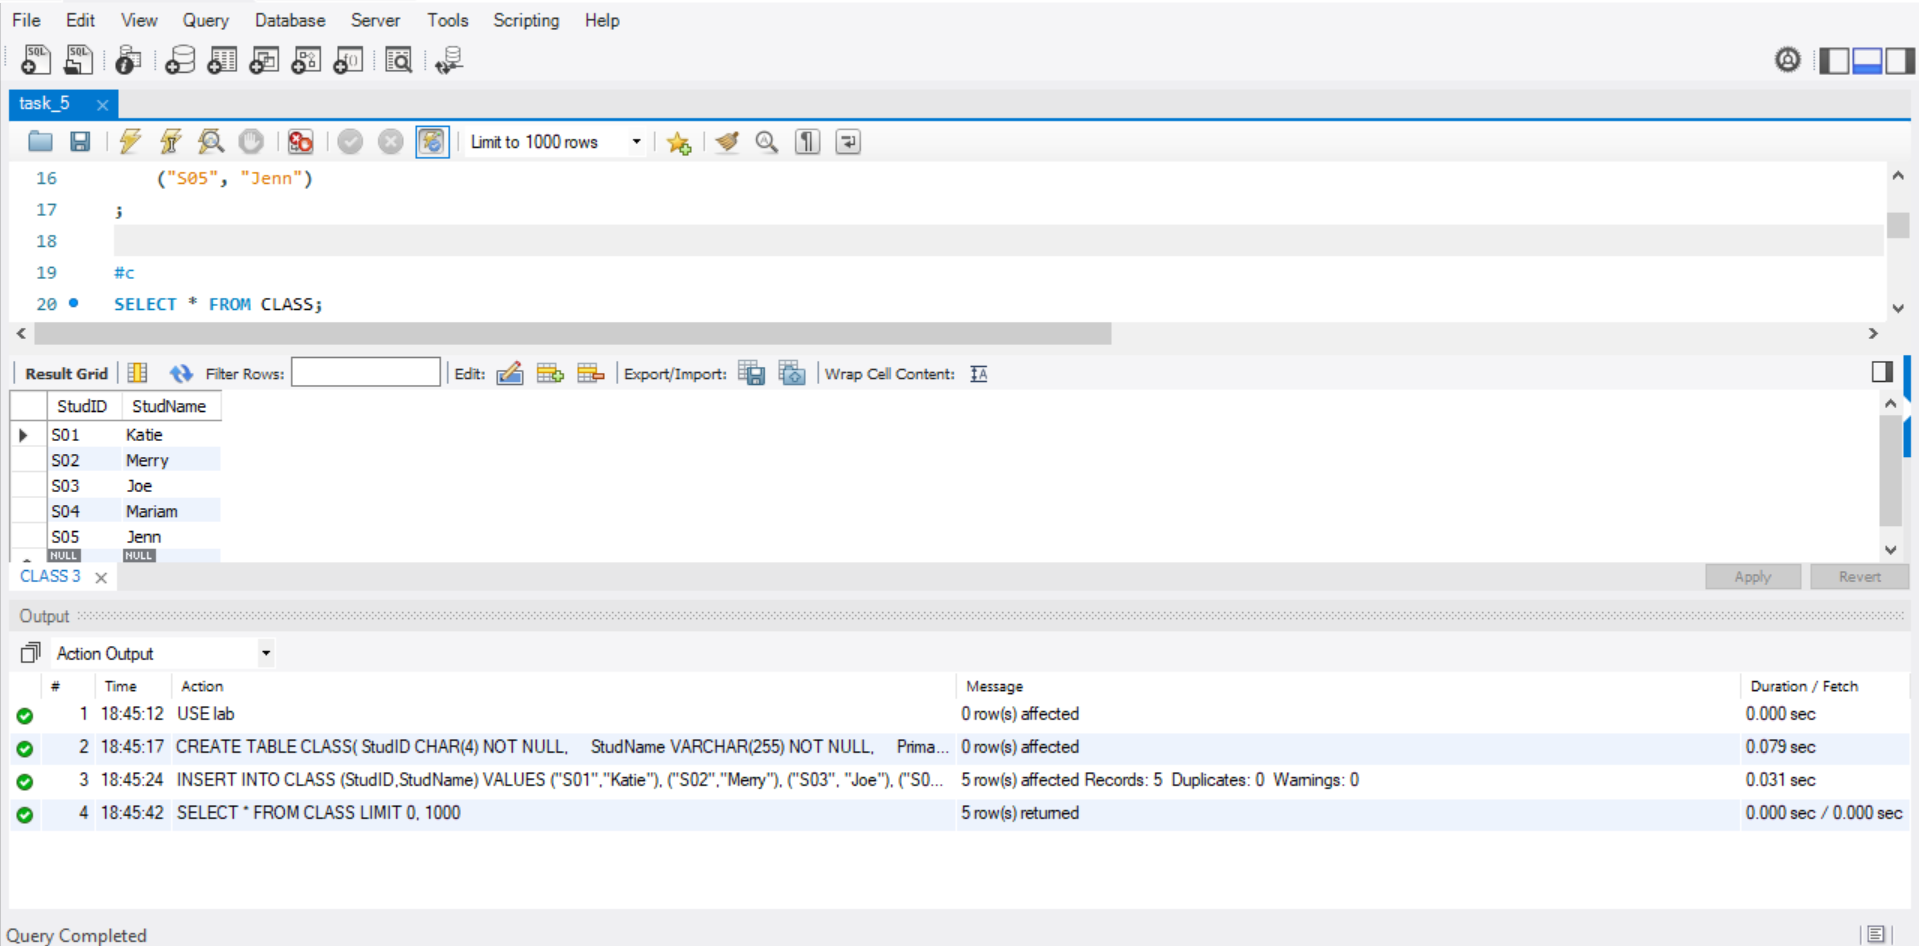 File Edit View Query Database Server Tools Scripting Help
task_5
Limit to 1000 rows
16 ("S05", "Jenn")
17 ;
18
19 #c
20 SELECT * FROM CLASS;
Result Grid Filter Rows: Edit: Export/Import: Wrap Cell Content:
StudID StudName
S01 Katie
S02 Merry
S03 Joe
S04 Mariam
S05 Jenn
NULL NULL
CLASS 3 Apply Revert
Output
Action Output
# Time Action Message Duration / Fetch
1 18:45:12 USE lab 0 row(s) affected 0.000 sec
2 18:45:17 CREATE TABLE CLASS( StudID CHAR(4) NOT NULL, StudName VARCHAR(255) NOT NULL, Prima... 0 row(s) affected 0.079 sec
3 18:45:24 INSERT INTO CLASS (StudID,StudName) VALUES ("S01","Katie"), ("S02","Merry"), ("S03", "Joe"), ("S0... 5 row(s) affected Records: 5 Duplicates: 0 Warnings: 0 0.031 sec
4 18:45:42 SELECT * FROM CLASS LIMIT 0, 1000 5 row(s) returned 0.000 sec / 0.000 sec
Query Completed